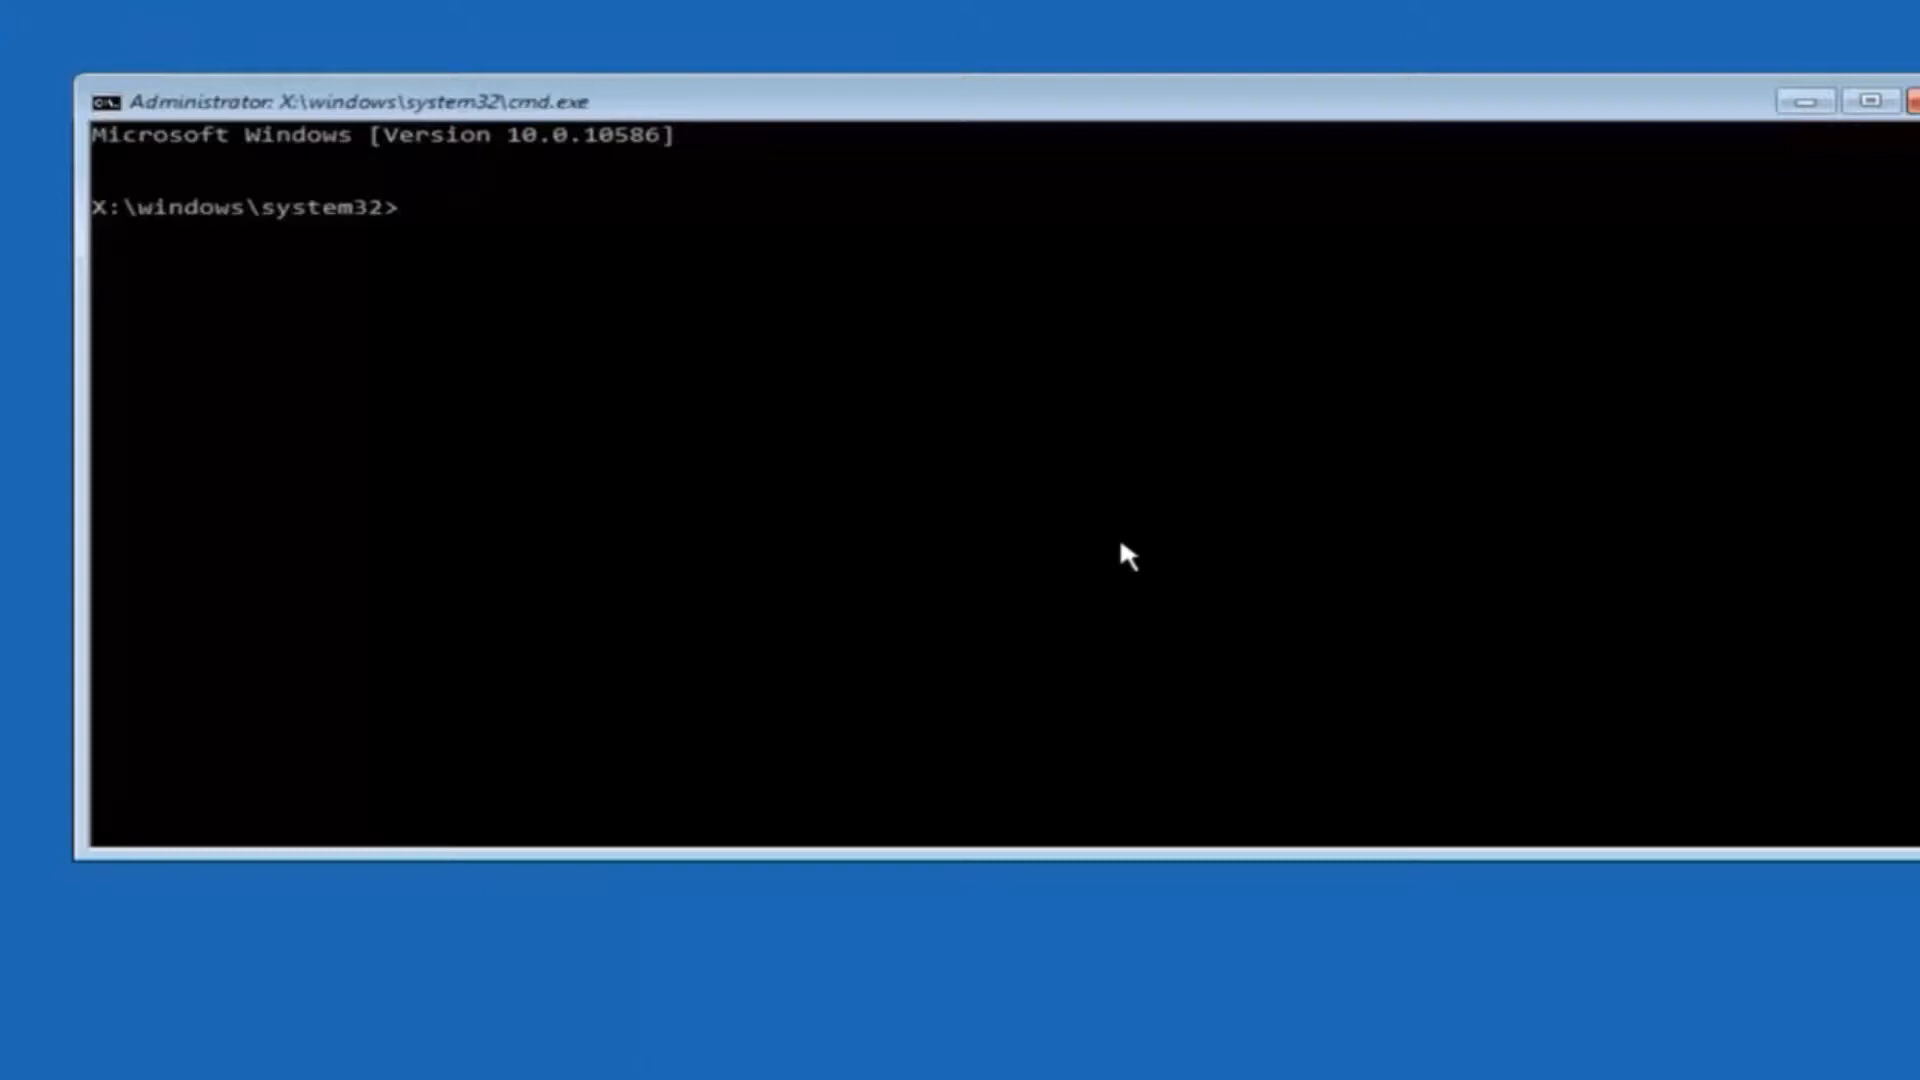 Administrator: X:\windows\system32\cmd.exe
Microsoft Windows [Version 10.0.10586]
X:\windows\system32>